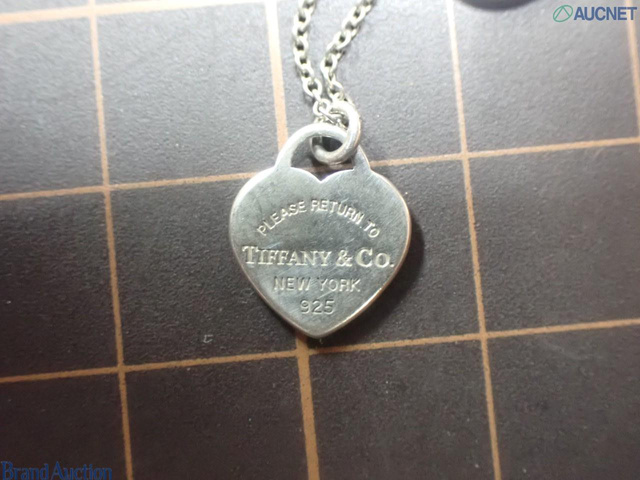 AUCNET
PLEASE RETURN TO
TIFFANY & CO.
NEW YORK
925
Brand Auction